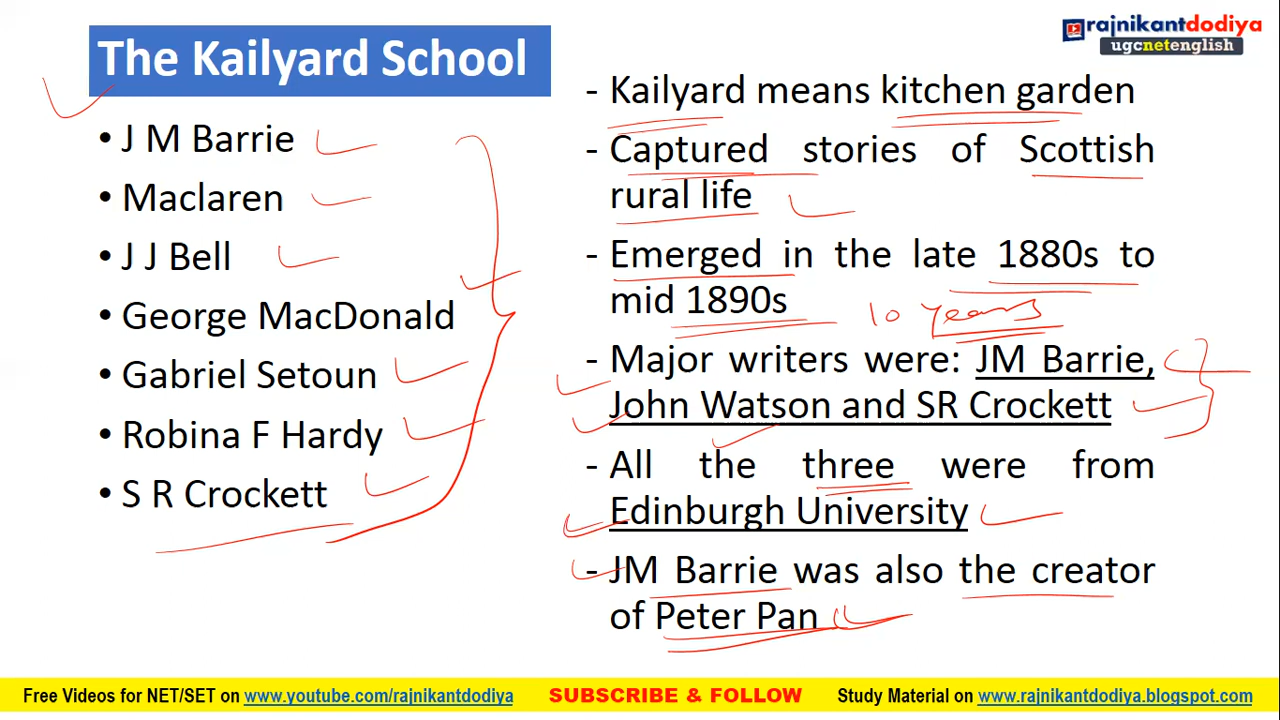 The Kailyard School
• J M Barrie
• Maclaren
• J J Bell
• George MacDonald
• Gabriel Setoun
• Robina F Hardy
• S R Crockett
rajnikantdodiya
ugcnetenglish
- Kailyard means kitchen garden
- Captured stories of Scottish
rural life
- Emerged in the late 1880s to
mid 1890s
10 years
- Major writers were: JM Barrie,
John Watson and SR Crockett
- All the three were from
Edinburgh University
- JM Barrie was also the creator
of Peter Pan
Free Videos for NET/SET on www.youtube.com/rajnikantdodiya SUBSCRIBE & FOLLOW Study Material on www.rajnikantdodiya.blogspot.com